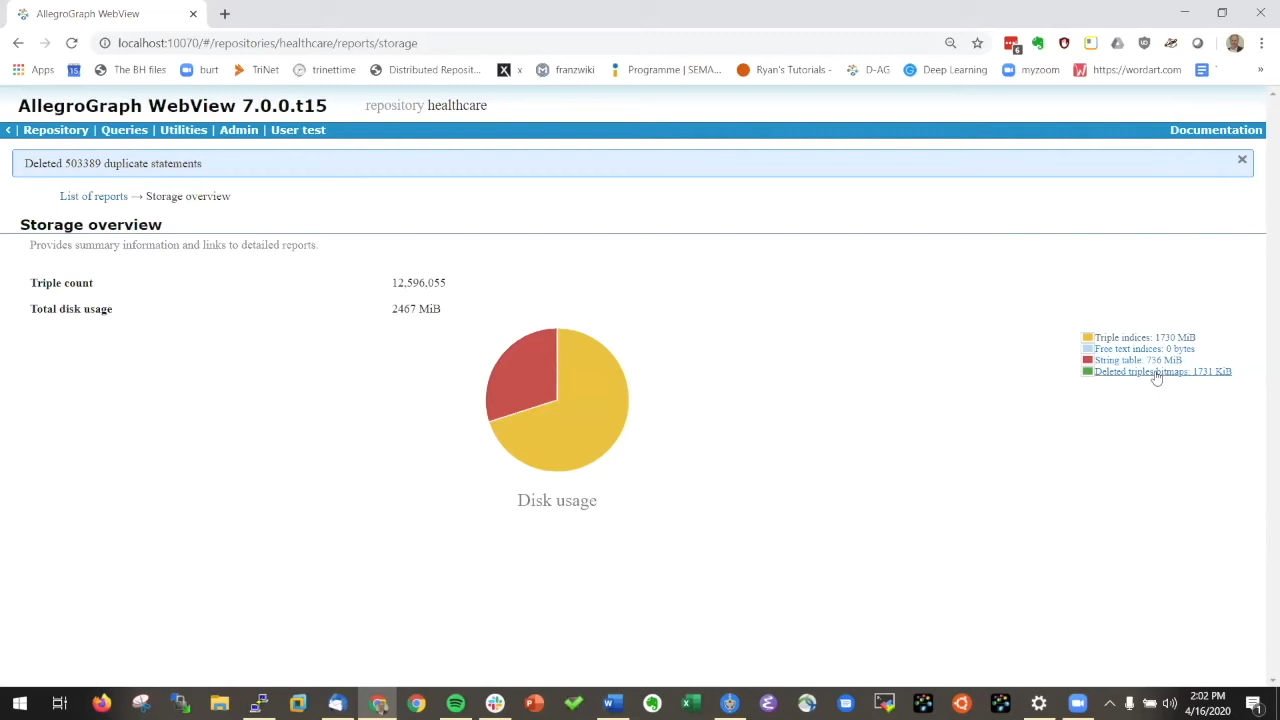 AllegroGraph WebView
localhost:10070/#/repositories/healthcare/reports/storage
6
Apps
15
The BH files
burt
TriNet
trinettime
Distributed Reposit...
x
franzwiki
Programme | SEMA...
Ryan's Tutorials -
D-AG
Deep Learning
myzoom
https://wordart.com
»
AllegroGraph WebView 7.0.0.t15 repository healthcare
‹ | Repository | Queries | Utilities | Admin | User test Documentation
Deleted 503389 duplicate statements
List of reports → Storage overview
Storage overview
Provides summary information and links to detailed reports.
Triple count 12,596,055
Total disk usage 2467 MiB
Triple indices: 1730 MiB
Free text indices: 0 bytes
String table: 736 MiB
Deleted triples bitmaps: 1731 KiB
Disk usage
2:02 PM
4/16/2020
1